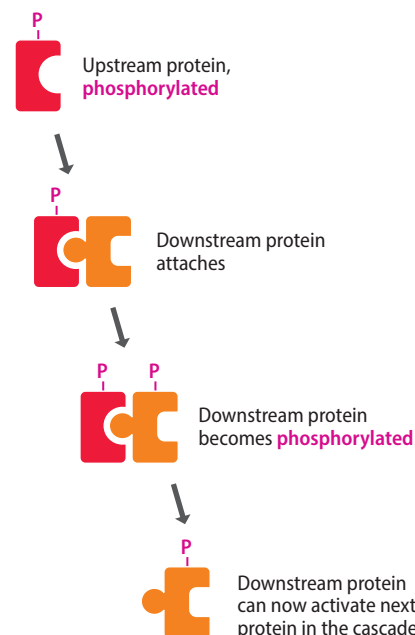 P
Upstream protein,
phosphorylated
P
Downstream protein
attaches
P P
Downstream protein
becomes phosphorylated
P
Downstream protein
can now activate next
protein in the cascade